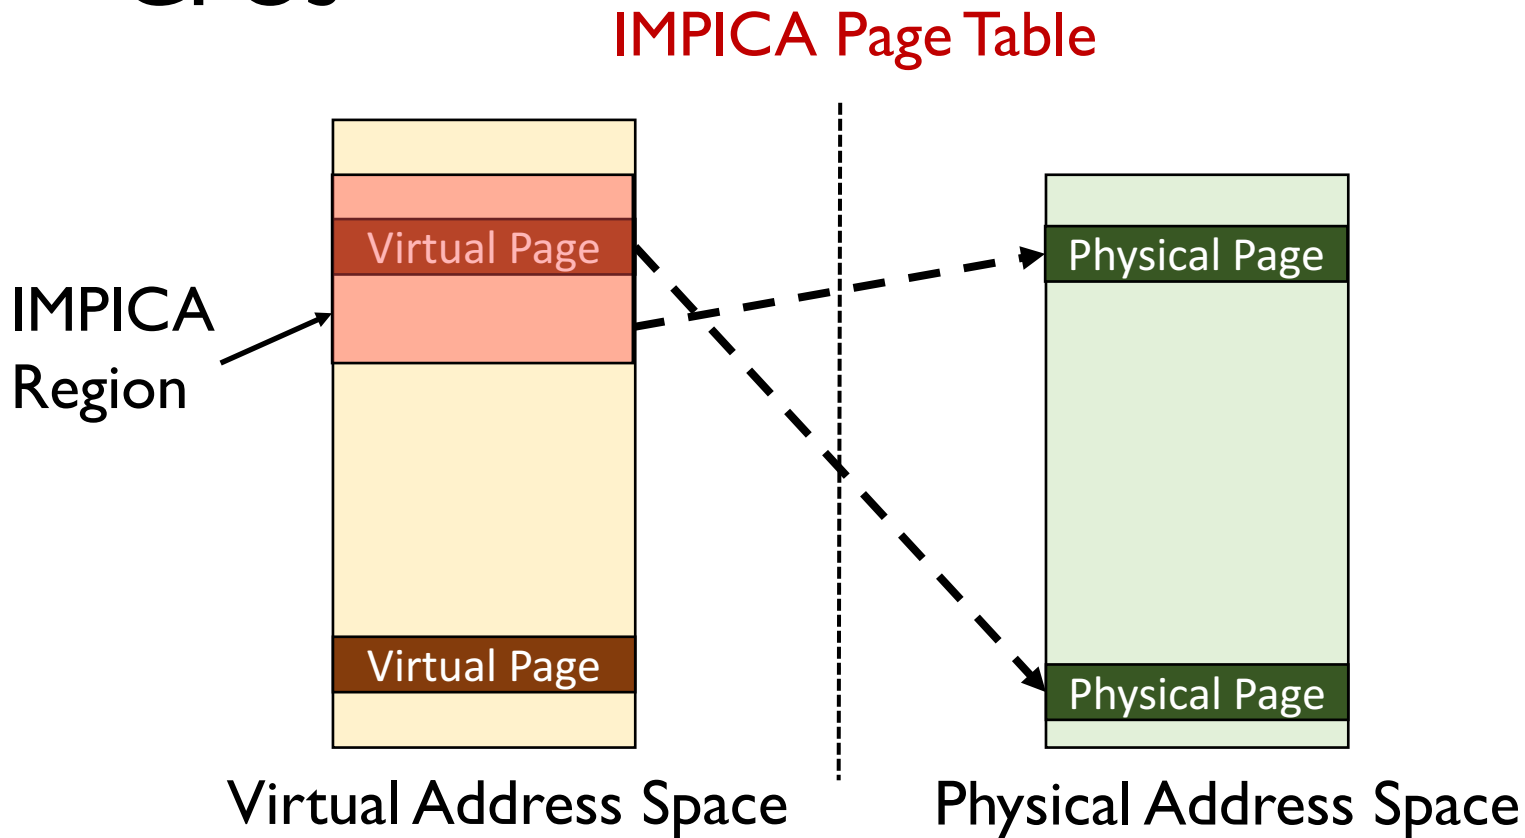 IMPICA Page Table
Virtual Page
Physical Page
IMPICA
Region
Virtual Page
Physical Page
Virtual Address Space
Physical Address Space